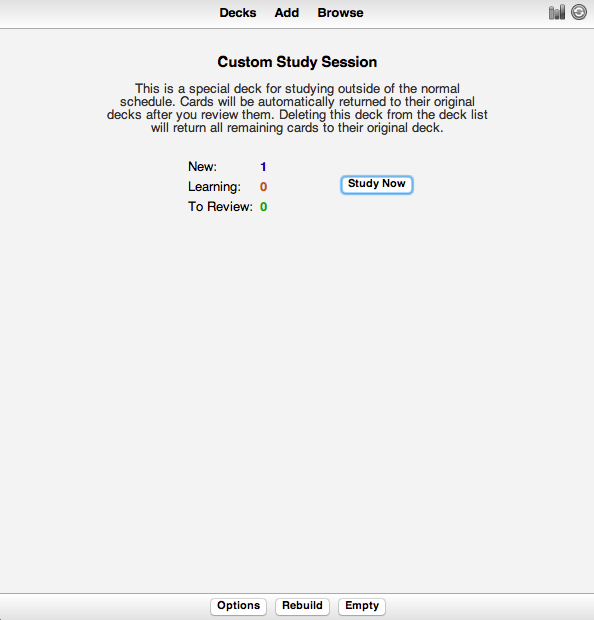 Decks Add Browse
Custom Study Session
This is a special deck for studying outside of the normal
schedule. Cards will be automatically returned to their original
decks after you review them. Deleting this deck from the deck list
will return all remaining cards to their original deck.
New: 1
Learning: 0
Study Now
To Review: 0
Options Rebuild Empty